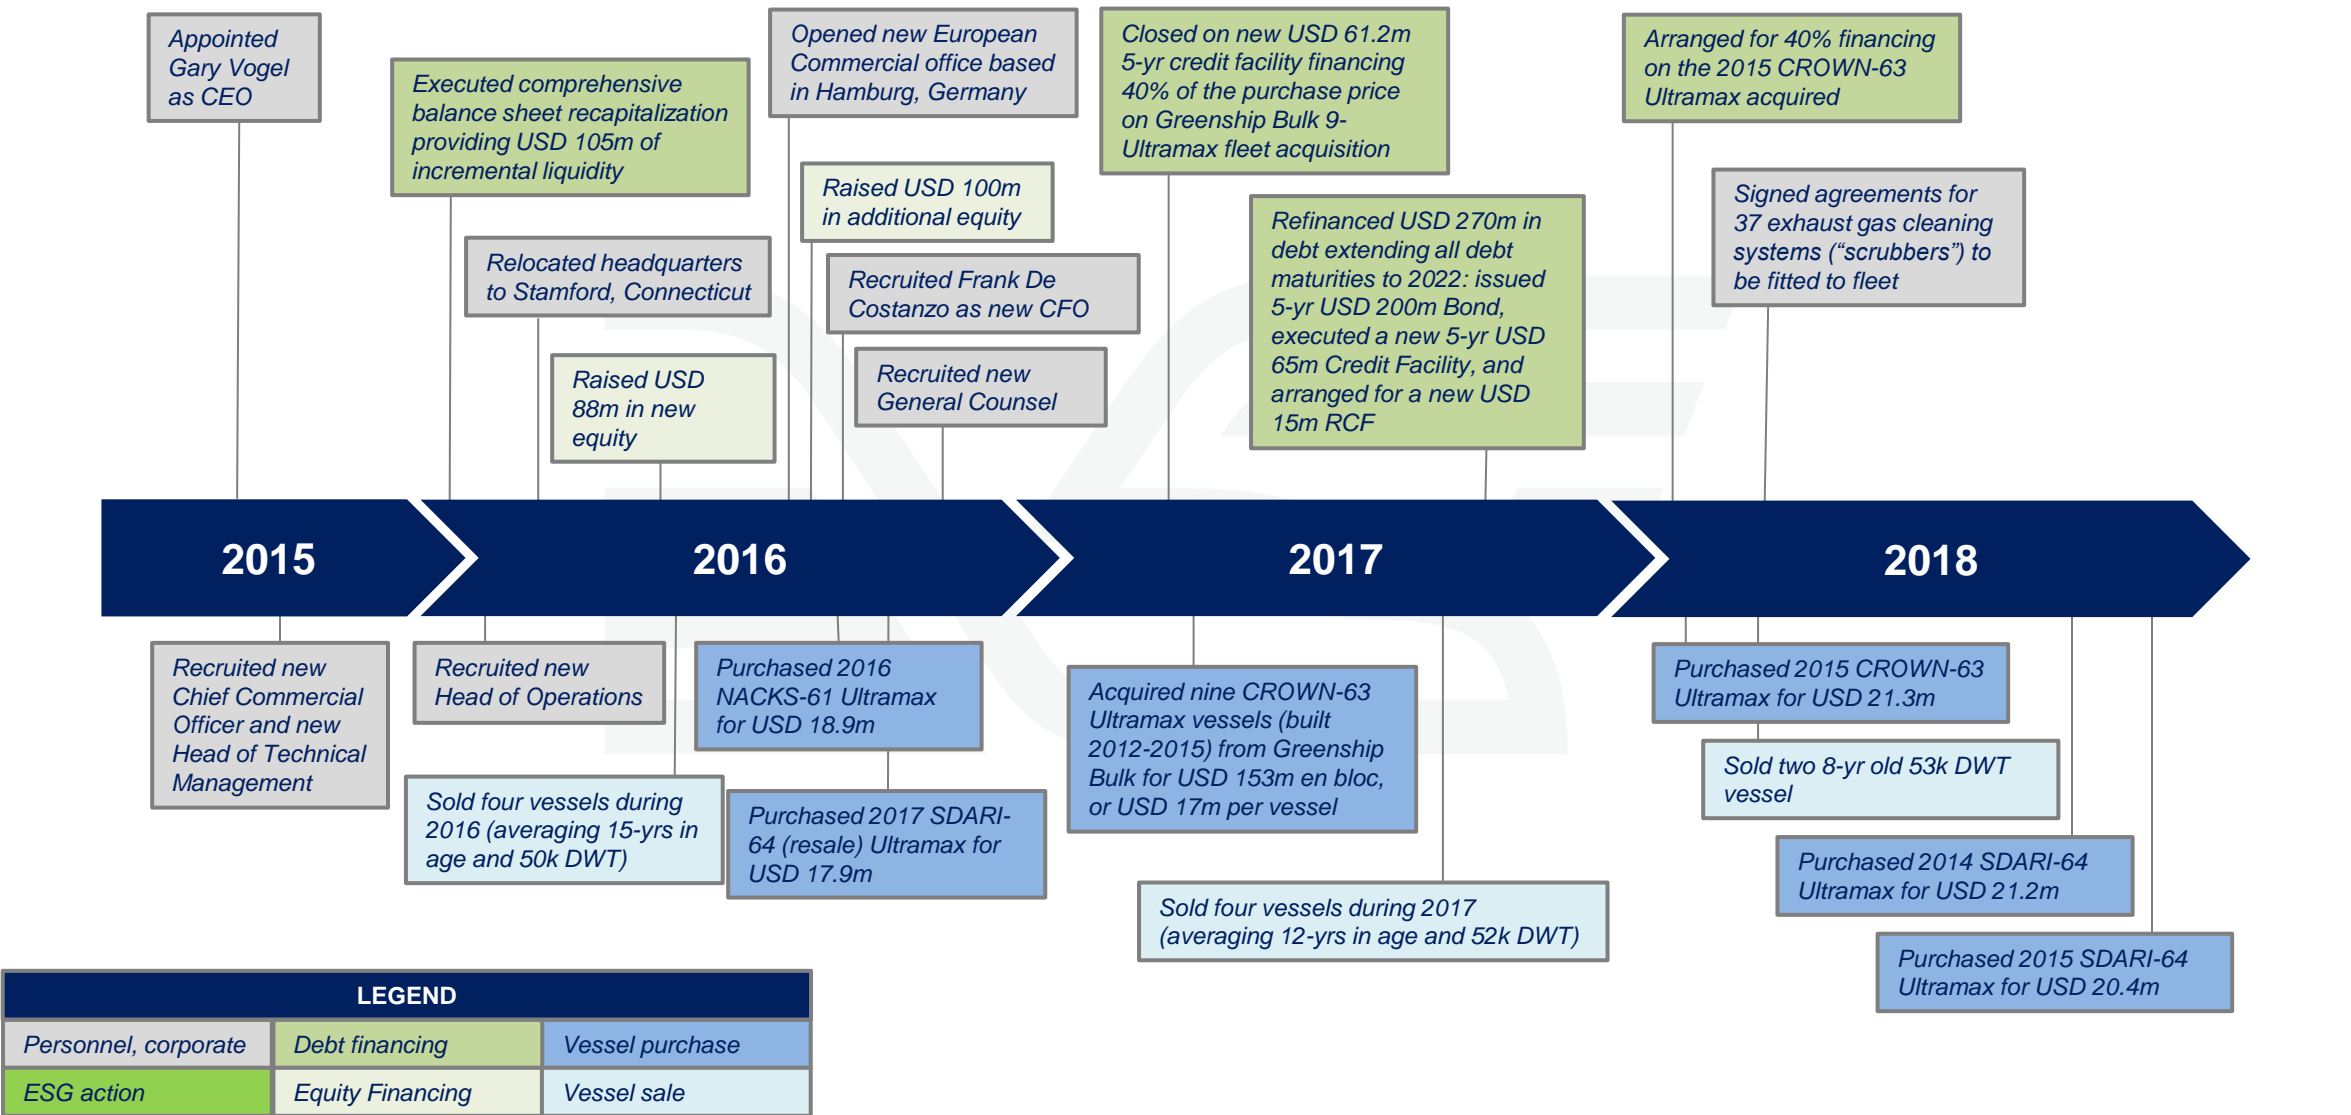 Appointed
Gary Vogel
as CEO
Executed comprehensive
balance sheet recapitalization
providing USD 105m of
incremental liquidity
Relocated headquarters
to Stamford, Connecticut
Raised USD
88m in new
equity
Opened new European
Commercial office based
in Hamburg, Germany
Raised USD 100m
in additional equity
Recruited Frank De
Costanzo as new CFO
Recruited new
General Counsel
Closed on new USD 61.2m
5-yr credit facility financing
40% of the purchase price
on Greenship Bulk 9-
Ultramax fleet acquisition
Refinanced USD 270m in
debt extending all debt
maturities to 2022: issued
5-yr USD 200m Bond,
executed a new 5-yr USD
65m Credit Facility, and
arranged for a new USD
15m RCF
Arranged for 40% financing
on the 2015 CROWN-63
Ultramax acquired
Signed agreements for
37 exhaust gas cleaning
systems (“scrubbers”) to
be fitted to fleet
2015
2016
2017
2018
Recruited new
Chief Commercial
Officer and new
Head of Technical
Management
Recruited new
Head of Operations
Sold four vessels during
2016 (averaging 15-yrs in
age and 50k DWT)
Purchased 2016
NACKS-61 Ultramax
for USD 18.9m
Purchased 2017 SDARI-
64 (resale) Ultramax for
USD 17.9m
Acquired nine CROWN-63
Ultramax vessels (built
2012-2015) from Greenship
Bulk for USD 153m en bloc,
or USD 17m per vessel
Sold four vessels during 2017
(averaging 12-yrs in age and 52k DWT)
Purchased 2015 CROWN-63
Ultramax for USD 21.3m
Sold two 8-yr old 53k DWT
vessel
Purchased 2014 SDARI-64
Ultramax for USD 21.2m
Purchased 2015 SDARI-64
Ultramax for USD 20.4m
LEGEND
Personnel, corporate
Debt financing
Vessel purchase
ESG action
Equity Financing
Vessel sale